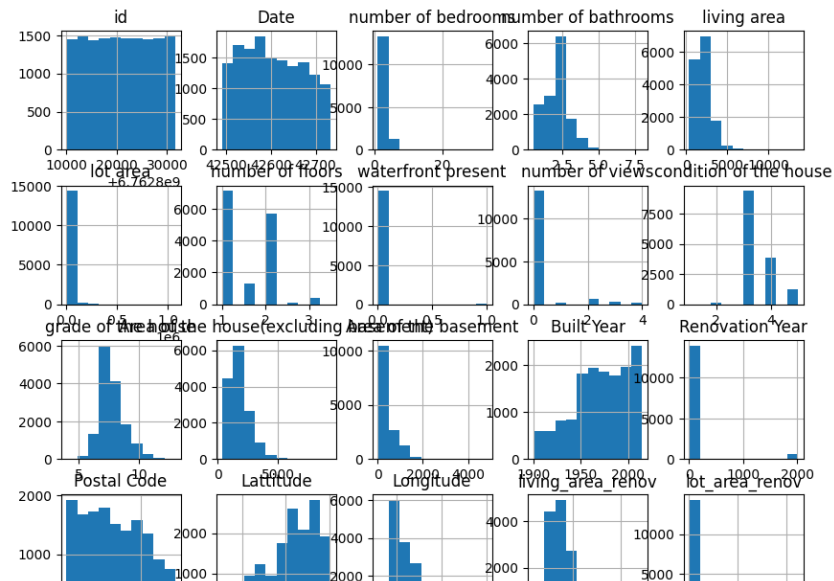 id Date number of bedrooms number of bathrooms living area
1500 1000 500 0
1500 1000 500 0
10000 5000 0
6000 4000 2000 0
6000 4000 2000 0
10000 20000 30000 42500 42600 42700 0 20 2.5 5.0 7.5 0 5000 10000
+6.7628e9
lot area number of floors waterfront present number of views condition of the house
15000 10000 5000 0
6000 4000 2000 0
15000 10000 5000 0
10000 5000 0
7500 5000 2500 0
0.0 0.5 1.0 1 2 3 0.0 0.5 1.0 0 2 4 2 4
1e6
grade of the house Area of the house(excluding basement) Area of the basement Built Year Renovation Year
6000 4000 2000 0
6000 4000 2000 0
10000 5000 0
2000 1000 0
10000 5000 0
5 10 0 5000 0 2000 4000 1900 1950 2000 0 1000 2000
Postal Code Lattitude Longitude living_area_renov lot_area_renov
2000 1000
2000 1000
6000 4000 2000
4000 2000
10000 5000